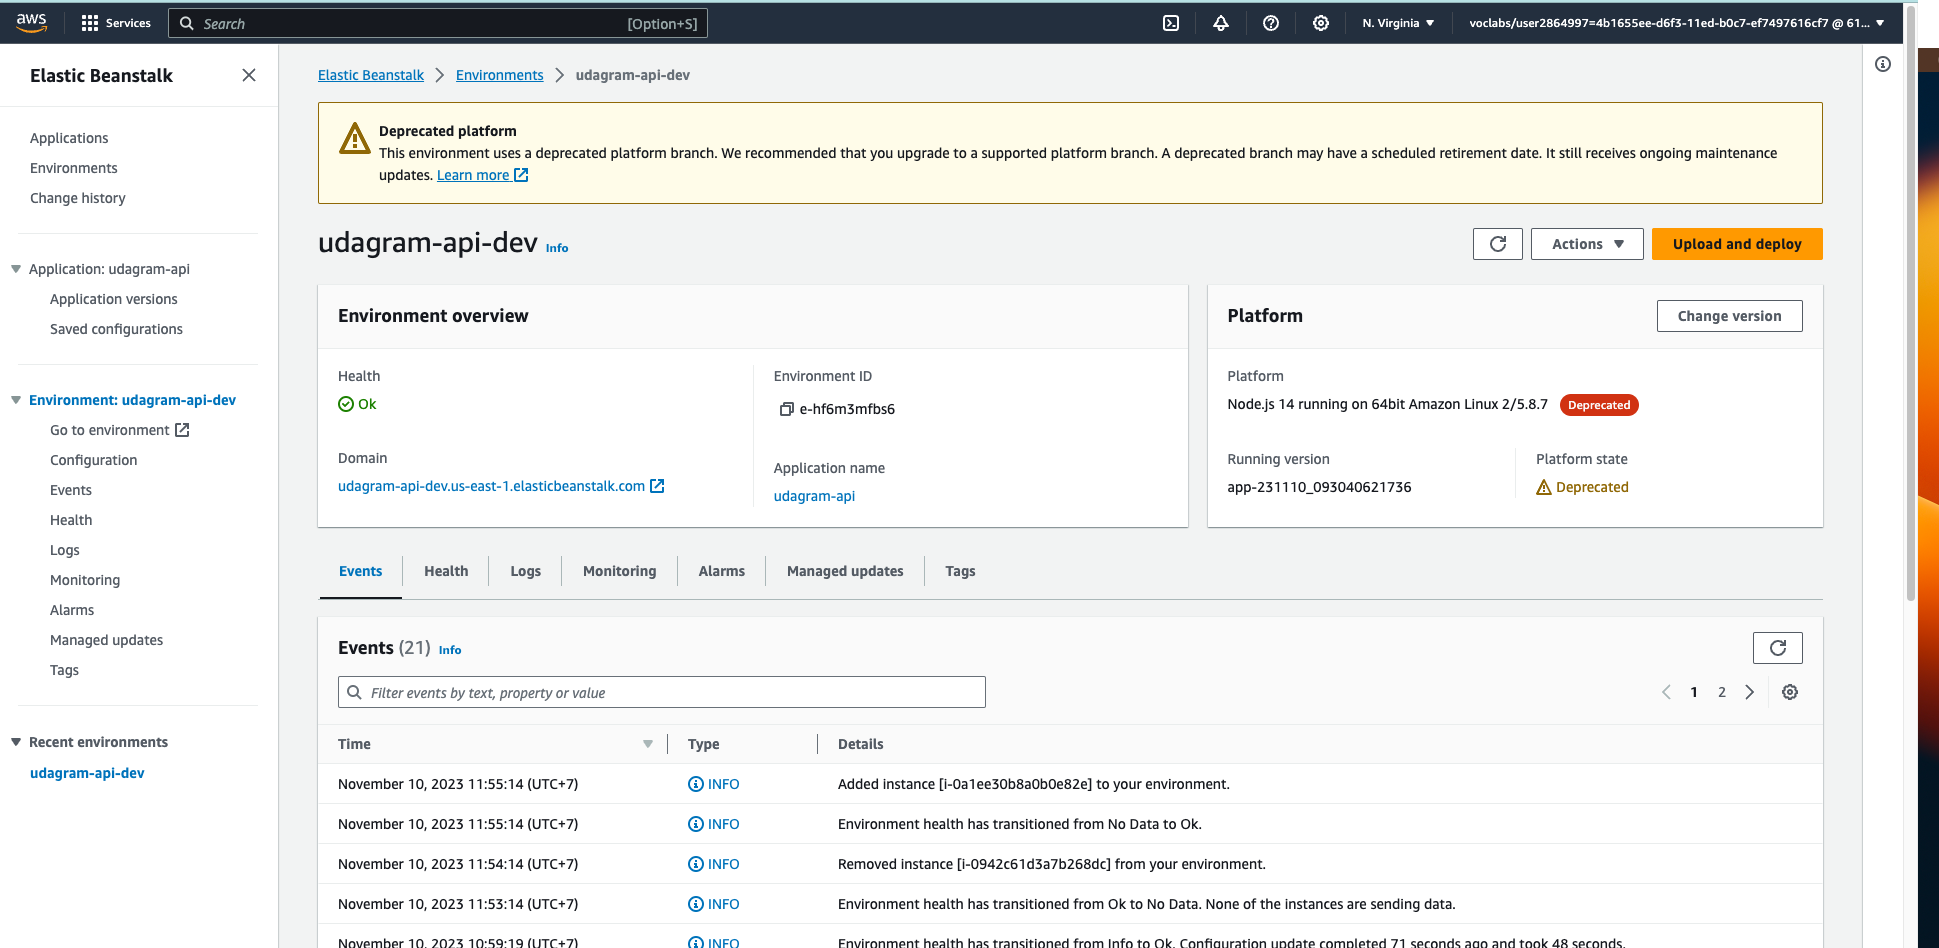 aws
Services
Search
[Option+S]
N. Virginia
voclabs/user2864997=4b1655ee-d6f3-11ed-b0c7-ef7497616cf7 @ 61...
Elastic Beanstalk
Applications
Environments
Change history
Application: udagram-api
Application versions
Saved configurations
Environment: udagram-api-dev
Go to environment
Configuration
Events
Health
Logs
Monitoring
Alarms
Managed updates
Tags
Recent environments
udagram-api-dev
Elastic Beanstalk > Environments > udagram-api-dev
Deprecated platform
This environment uses a deprecated platform branch. We recommended that you upgrade to a supported platform branch. A deprecated branch may have a scheduled retirement date. It still receives ongoing maintenance
updates. Learn more
udagram-api-dev Info
Actions
Upload and deploy
Environment overview
Health
Ok
Domain
udagram-api-dev.us-east-1.elasticbeanstalk.com
Environment ID
e-hf6m3mfbs6
Application name
udagram-api
Platform
Change version
Platform
Node.js 14 running on 64bit Amazon Linux 2/5.8.7 Deprecated
Running version
app-231110_093040621736
Platform state
Deprecated
Events Health Logs Monitoring Alarms Managed updates Tags
Events (21) Info
Filter events by text, property or value
1 2
Time Type Details
November 10, 2023 11:55:14 (UTC+7) INFO Added instance [i-0a1ee30b8a0b0e82e] to your environment.
November 10, 2023 11:55:14 (UTC+7) INFO Environment health has transitioned from No Data to Ok.
November 10, 2023 11:54:14 (UTC+7) INFO Removed instance [i-0942c61d3a7b268dc] from your environment.
November 10, 2023 11:53:14 (UTC+7) INFO Environment health has transitioned from Ok to No Data. None of the instances are sending data.
November 10, 2023 10:59:19 (UTC+7) INFO Environment health has transitioned from Info to Ok. Configuration update completed 71 seconds ago and took 48 seconds.